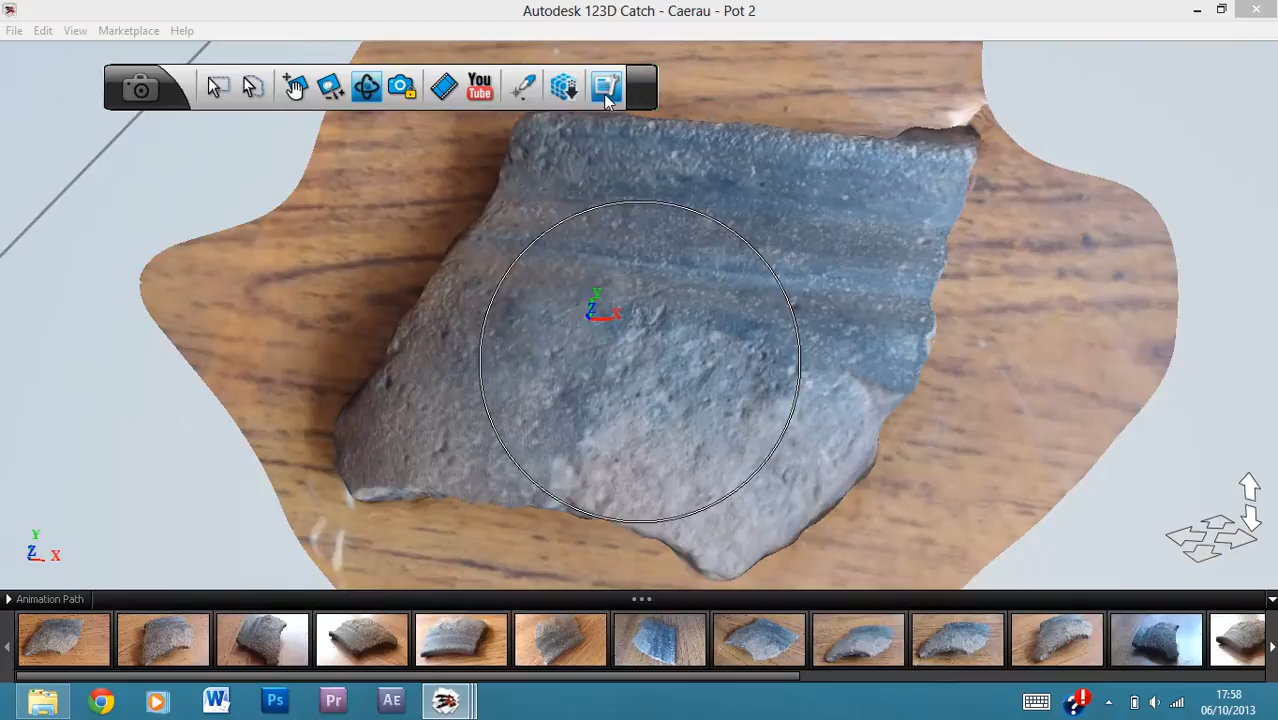 Autodesk 123D Catch - Caerau - Pot 2
File Edit View Marketplace Help
You
Tube
Y
Z X
Y
Z X
Animation Path
W Ps Pr Ae
17:58
06/10/2013